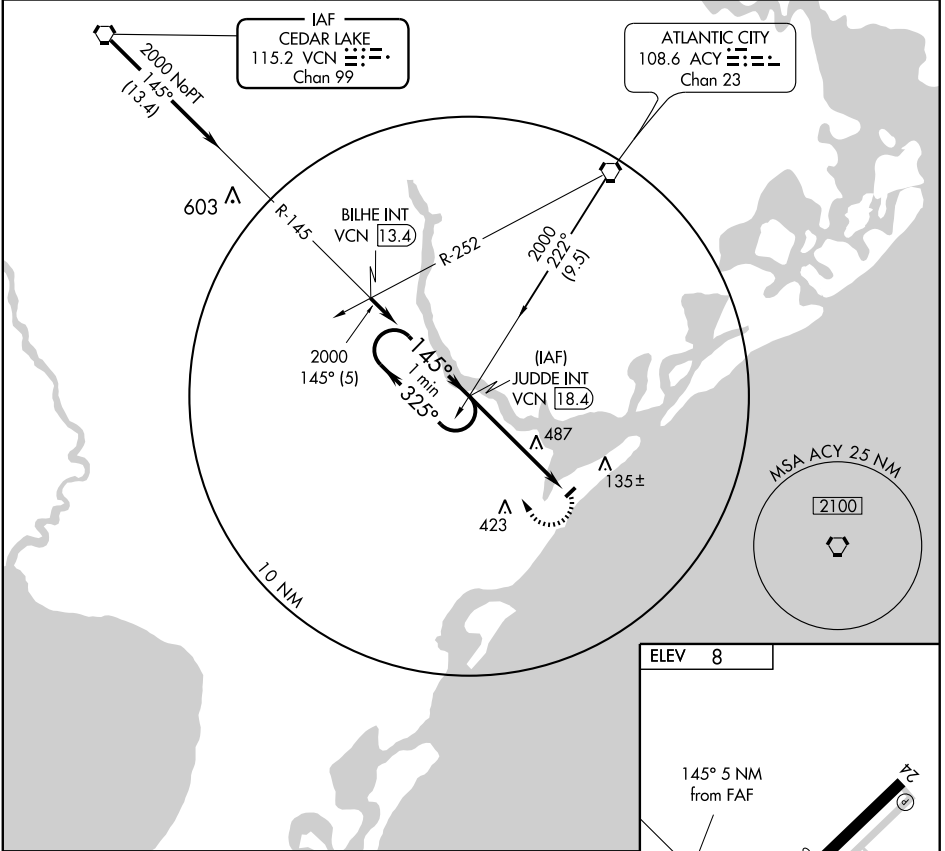 IAF
CEDAR LAKE
115.2 VCN
Chan 99
ATLANTIC CITY
108.6 ACY
Chan 23
2000 NoPT
145°
(13.4)
603
R-145
BILHE INT
VCN 13.4
R-252
2000
222°
(9.5)
2000
145° (5)
145°
1 min
325°
(IAF)
JUDDE INT
VCN 18.4
487
135±
423
10 NM
MSA ACY 25 NM
2100
ELEV 8
145° 5 NM
from FAF
24
P